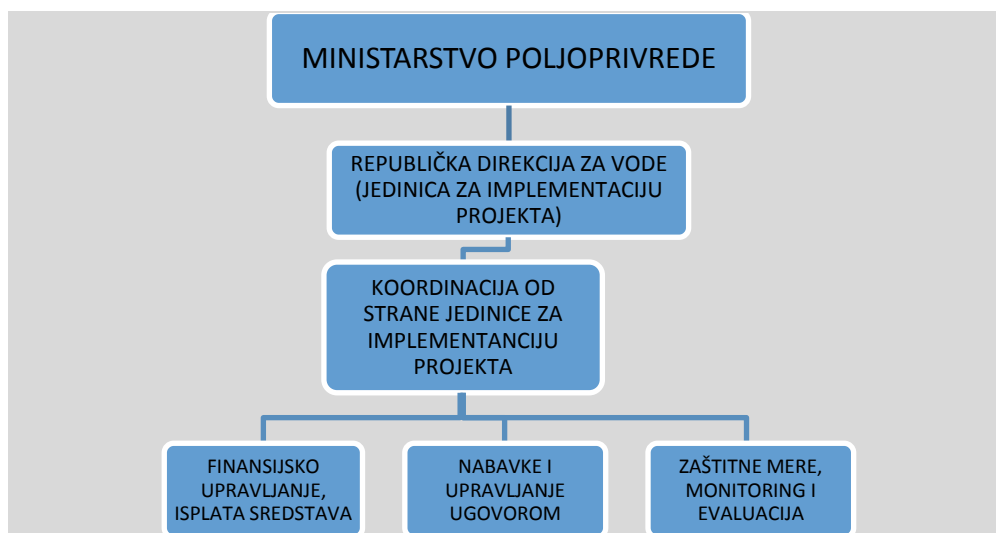 MINISTARSTVO POLJOPRIVREDE
REPUBLIČKA DIREKCIJA ZA VODE
(JEDINICA ZA IMPLEMENTACIJU
PROJEKTA)
KOORDINACIJA OD
STRANE JEDINICE ZA
IMPLEMENTANCIJU
PROJEKTA
FINANSIJSKO
UPRAVLJANJE,
ISPLATA SREDSTAVA
NABAVKE I
UPRAVLJANJE
UGOVOROM
ZAŠTITNE MERE,
MONITORING I
EVALUACIJA